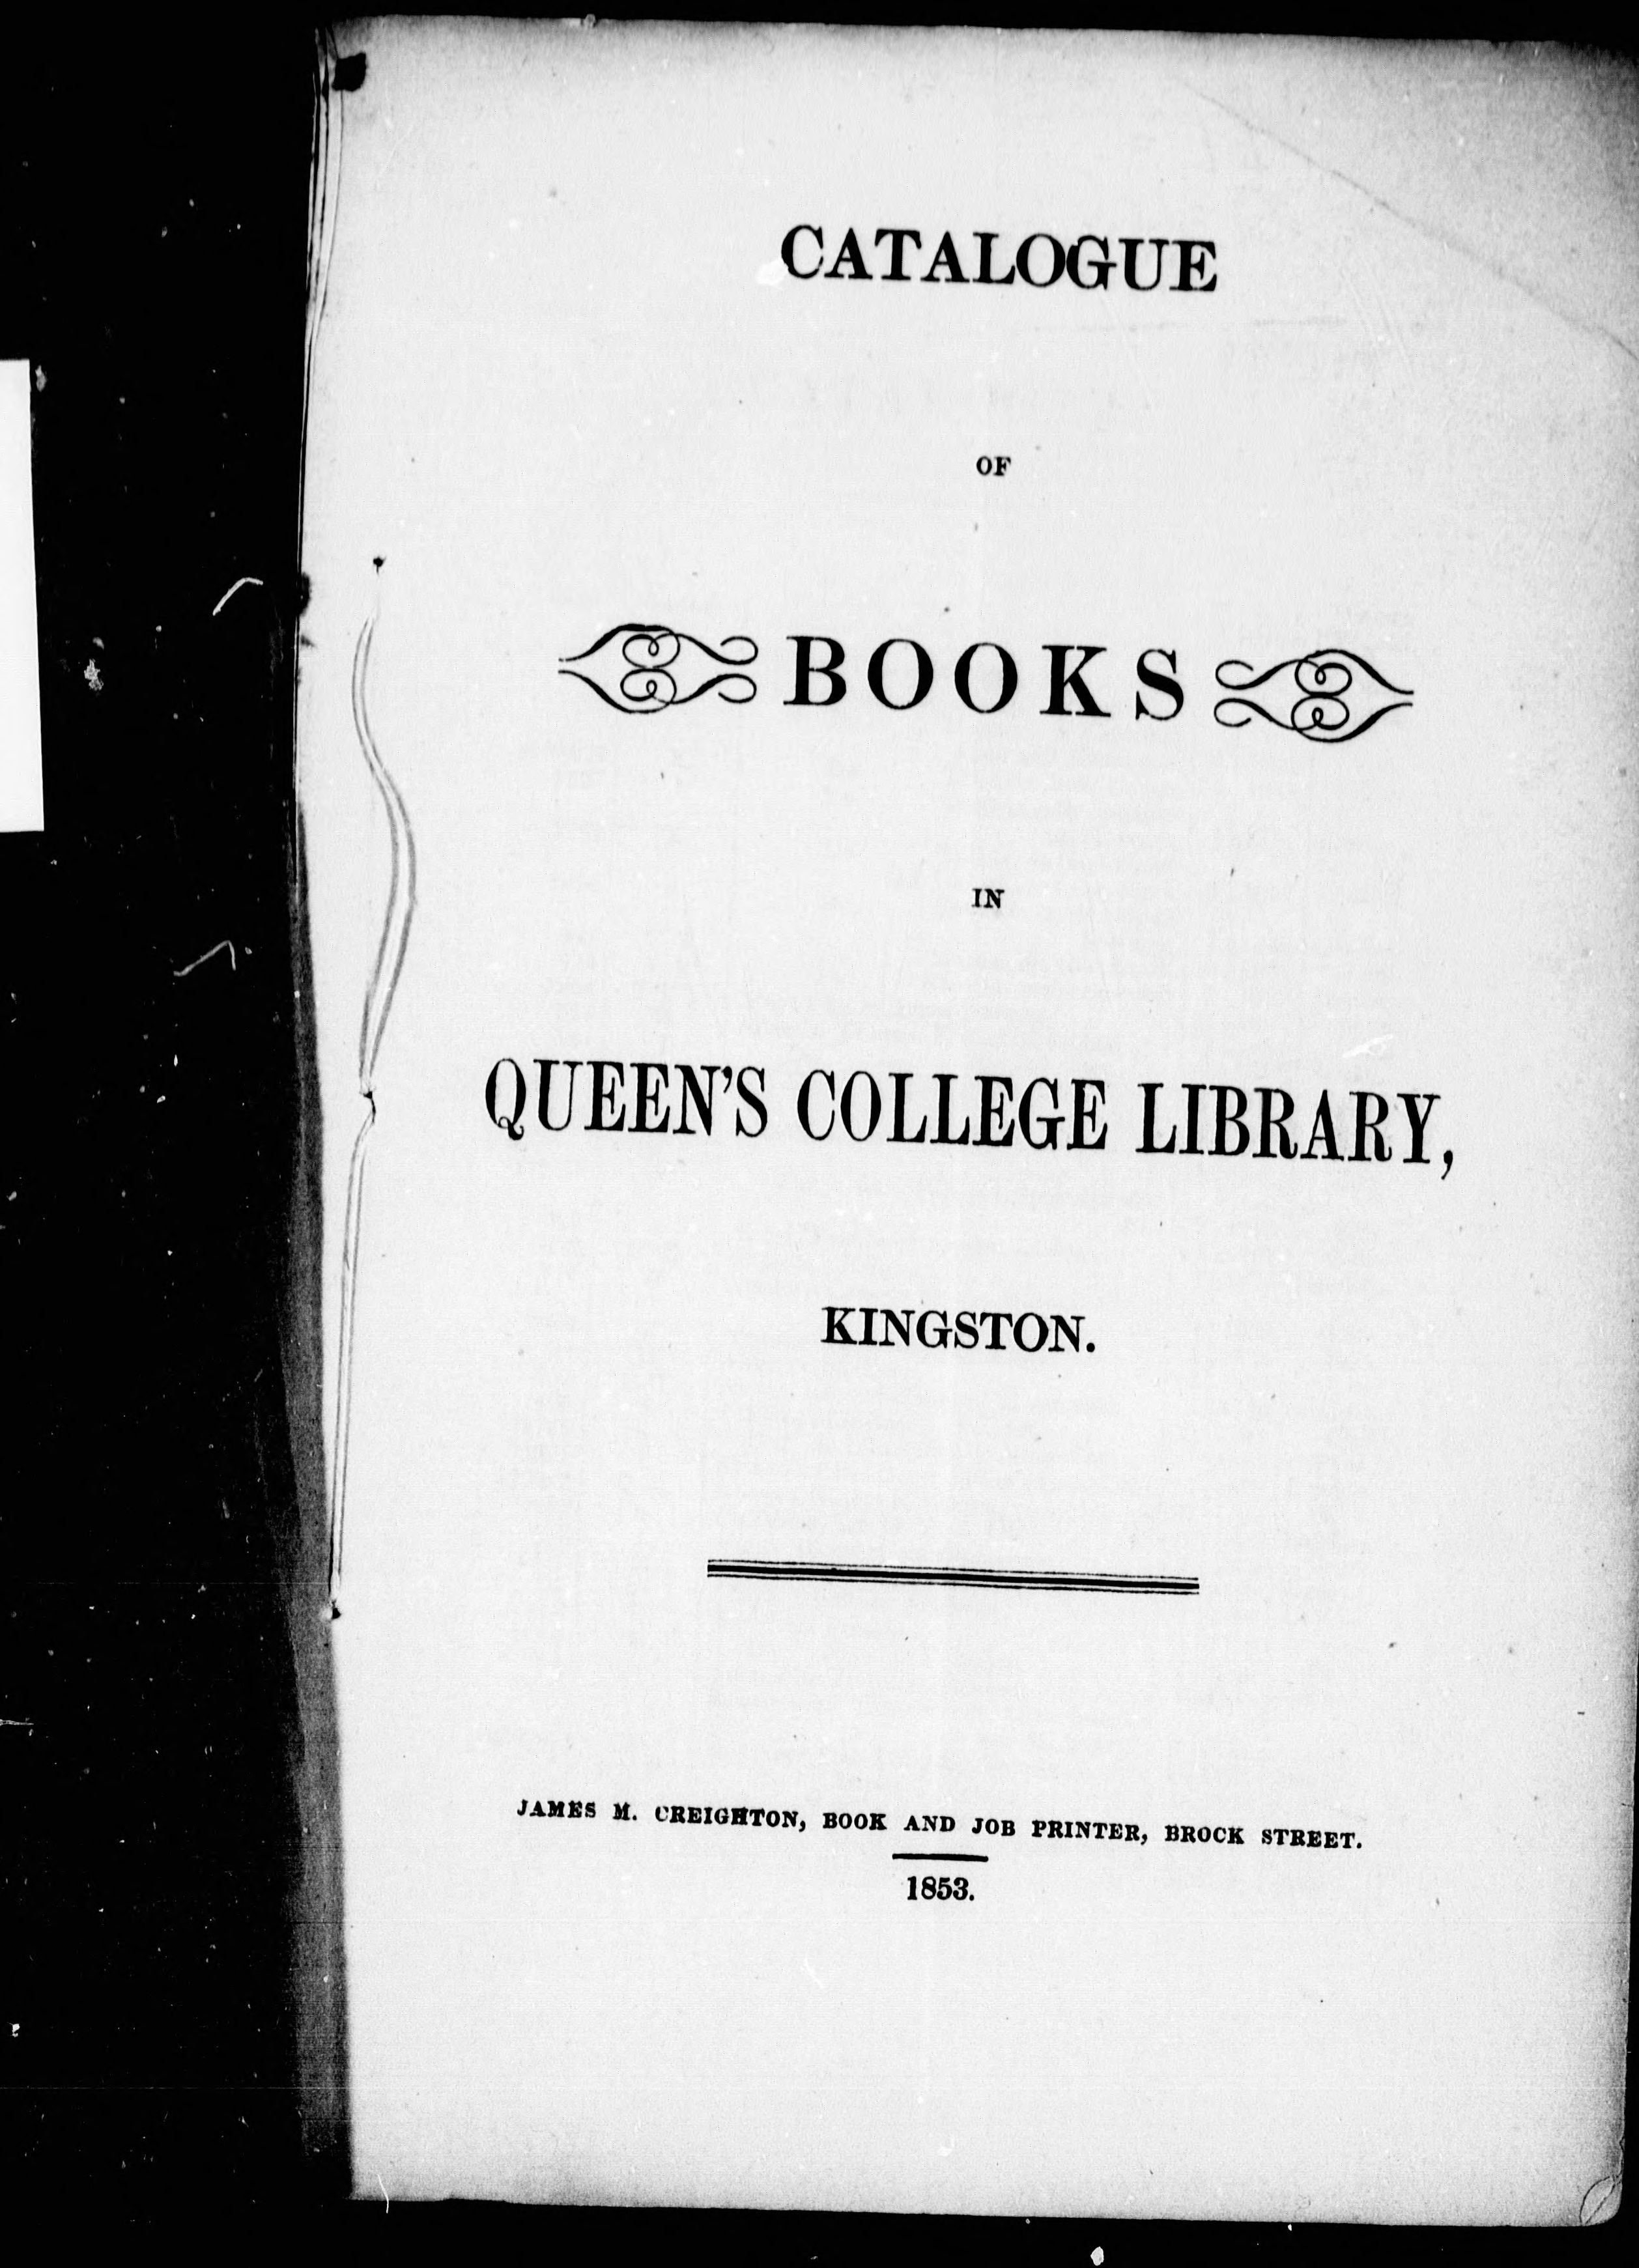 CATALOGUE
OF
BOOKS
IN
QUEEN'S COLLEGE LIBRARY,
KINGSTON.
JAMES M. CREIGHTON, BOOK AND JOB PRINTER, BROCK STREET.
1853.